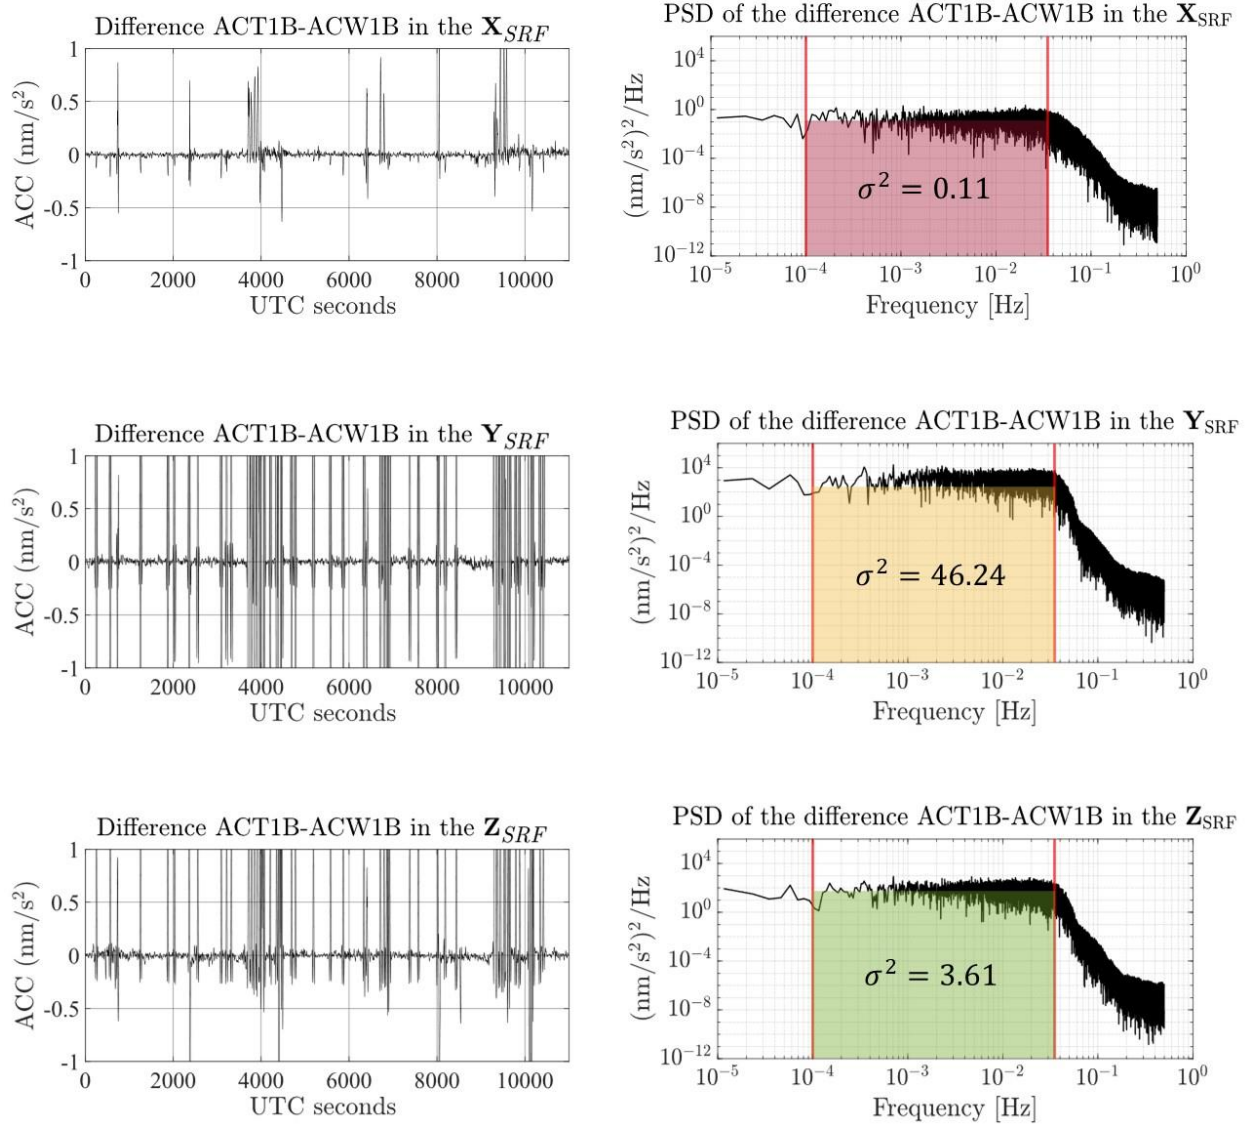 Difference ACT1B-ACW1B in the X_SRF
ACC (nm/s²)
1
0.5
0
-0.5
-1
0 2000 4000 6000 8000 10000
UTC seconds
PSD of the difference ACT1B-ACW1B in the X_SRF
(nm/s²)²/Hz
10⁴
10⁰
10⁻⁴
10⁻⁸
10⁻¹²
σ² = 0.11
10⁻⁵ 10⁻⁴ 10⁻³ 10⁻² 10⁻¹ 10⁰
Frequency [Hz]
Difference ACT1B-ACW1B in the Y_SRF
ACC (nm/s²)
1
0.5
0
-0.5
-1
0 2000 4000 6000 8000 10000
UTC seconds
PSD of the difference ACT1B-ACW1B in the Y_SRF
(nm/s²)²/Hz
10⁴
10⁰
10⁻⁴
10⁻⁸
10⁻¹²
σ² = 46.24
10⁻⁵ 10⁻⁴ 10⁻³ 10⁻² 10⁻¹ 10⁰
Frequency [Hz]
Difference ACT1B-ACW1B in the Z_SRF
ACC (nm/s²)
1
0.5
0
-0.5
-1
0 2000 4000 6000 8000 10000
UTC seconds
PSD of the difference ACT1B-ACW1B in the Z_SRF
(nm/s²)²/Hz
10⁴
10⁰
10⁻⁴
10⁻⁸
10⁻¹²
σ² = 3.61
10⁻⁵ 10⁻⁴ 10⁻³ 10⁻² 10⁻¹ 10⁰
Frequency [Hz]